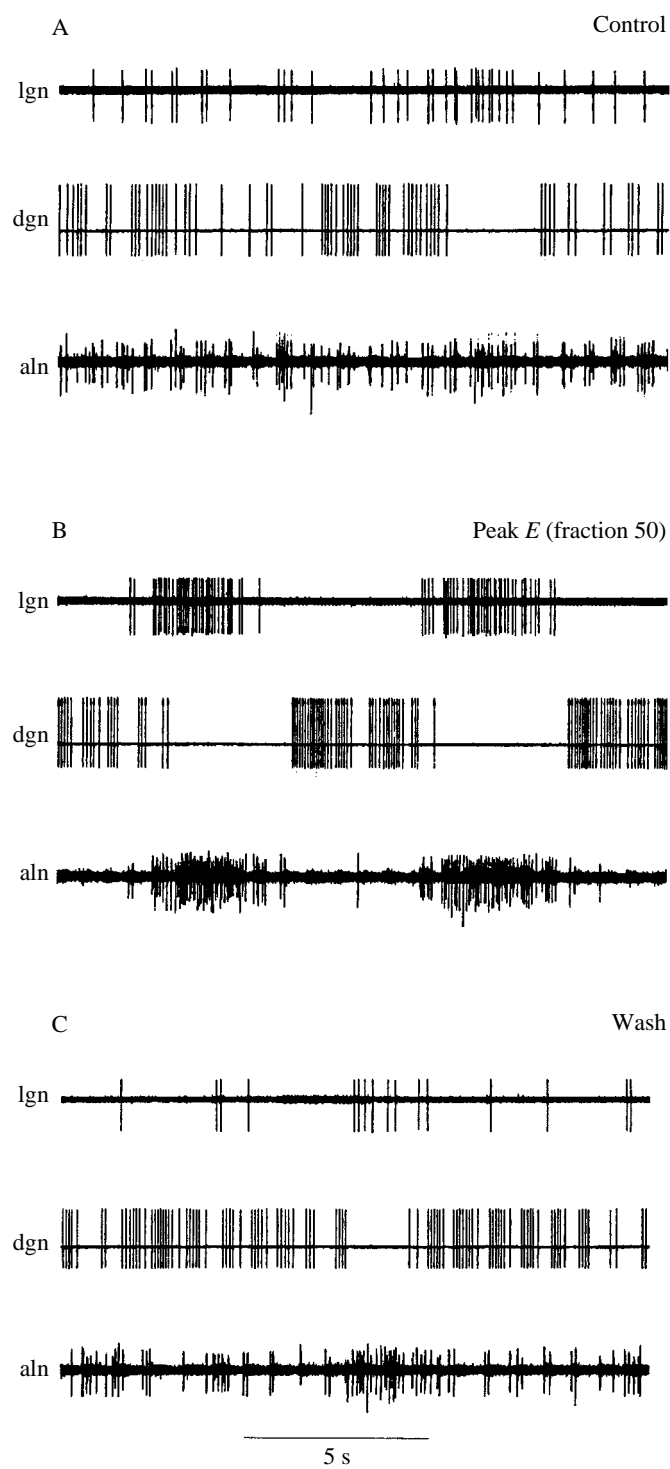 A
Control
lgn
dgn
aln
B
Peak E (fraction 50)
lgn
dgn
aln
C
Wash
lgn
dgn
aln
5 s